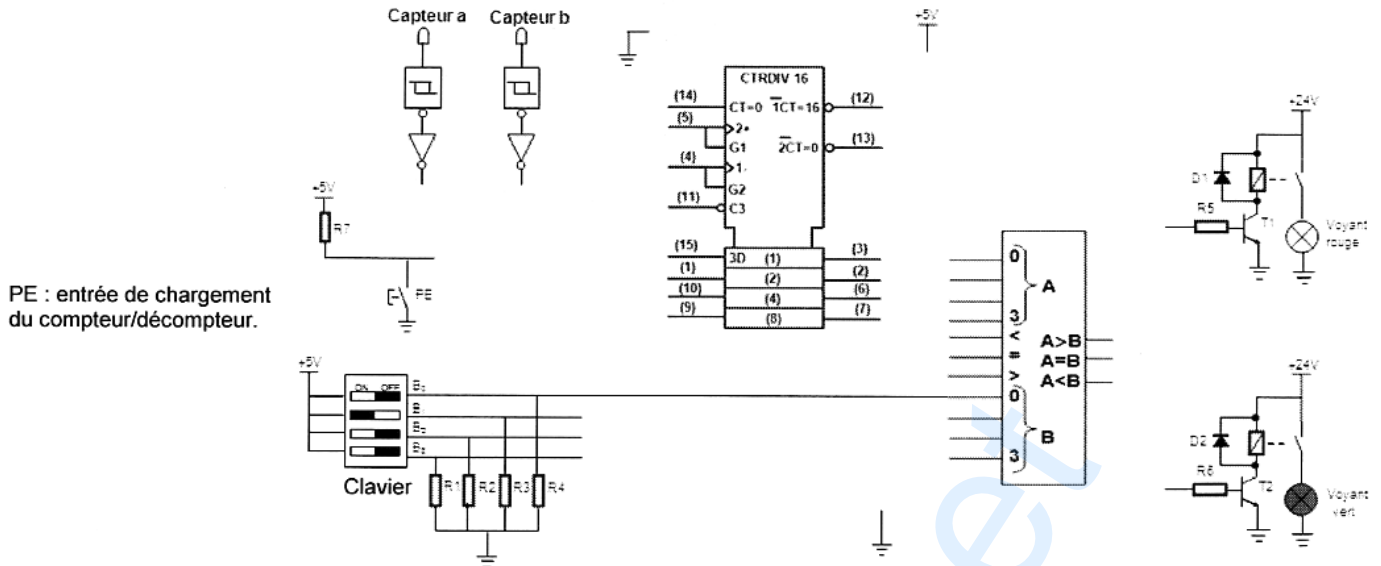 Capteur a
Capteur b
+5V
CTRDIV 16
(14)
CT=0
1CT=16
(12)
(5)
2+
G1
2CT=0
(13)
(4)
1-
G2
(11)
C3
(15)
3D
(1)
(3)
(1)
(2)
(2)
(10)
(4)
(6)
(9)
(8)
(7)
+5V
R7
PE
PE : entrée de chargement
du compteur/décompteur.
+5V
ON OFF
B0
B1
B2
B3
Clavier
R1
R2
R3
R4
0
A
3
<
=
>
A>B
A=B
A<B
0
B
3
+24V
D1
R5
T1
Voyant
rouge
+24V
D2
R6
T2
Voyant
vert
et